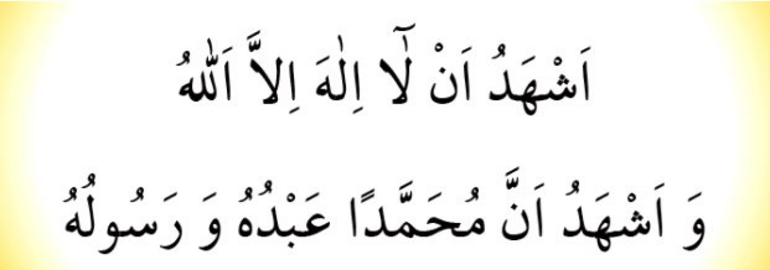 اَشْهَدُ اَنْ لَٓا اِلٰهَ اِلاَّ اَللّٰهُ
وَ اَشْهَدُ اَنَّ مُحَمَّدًا عَبْدُهُ وَ رَسُولُهُ